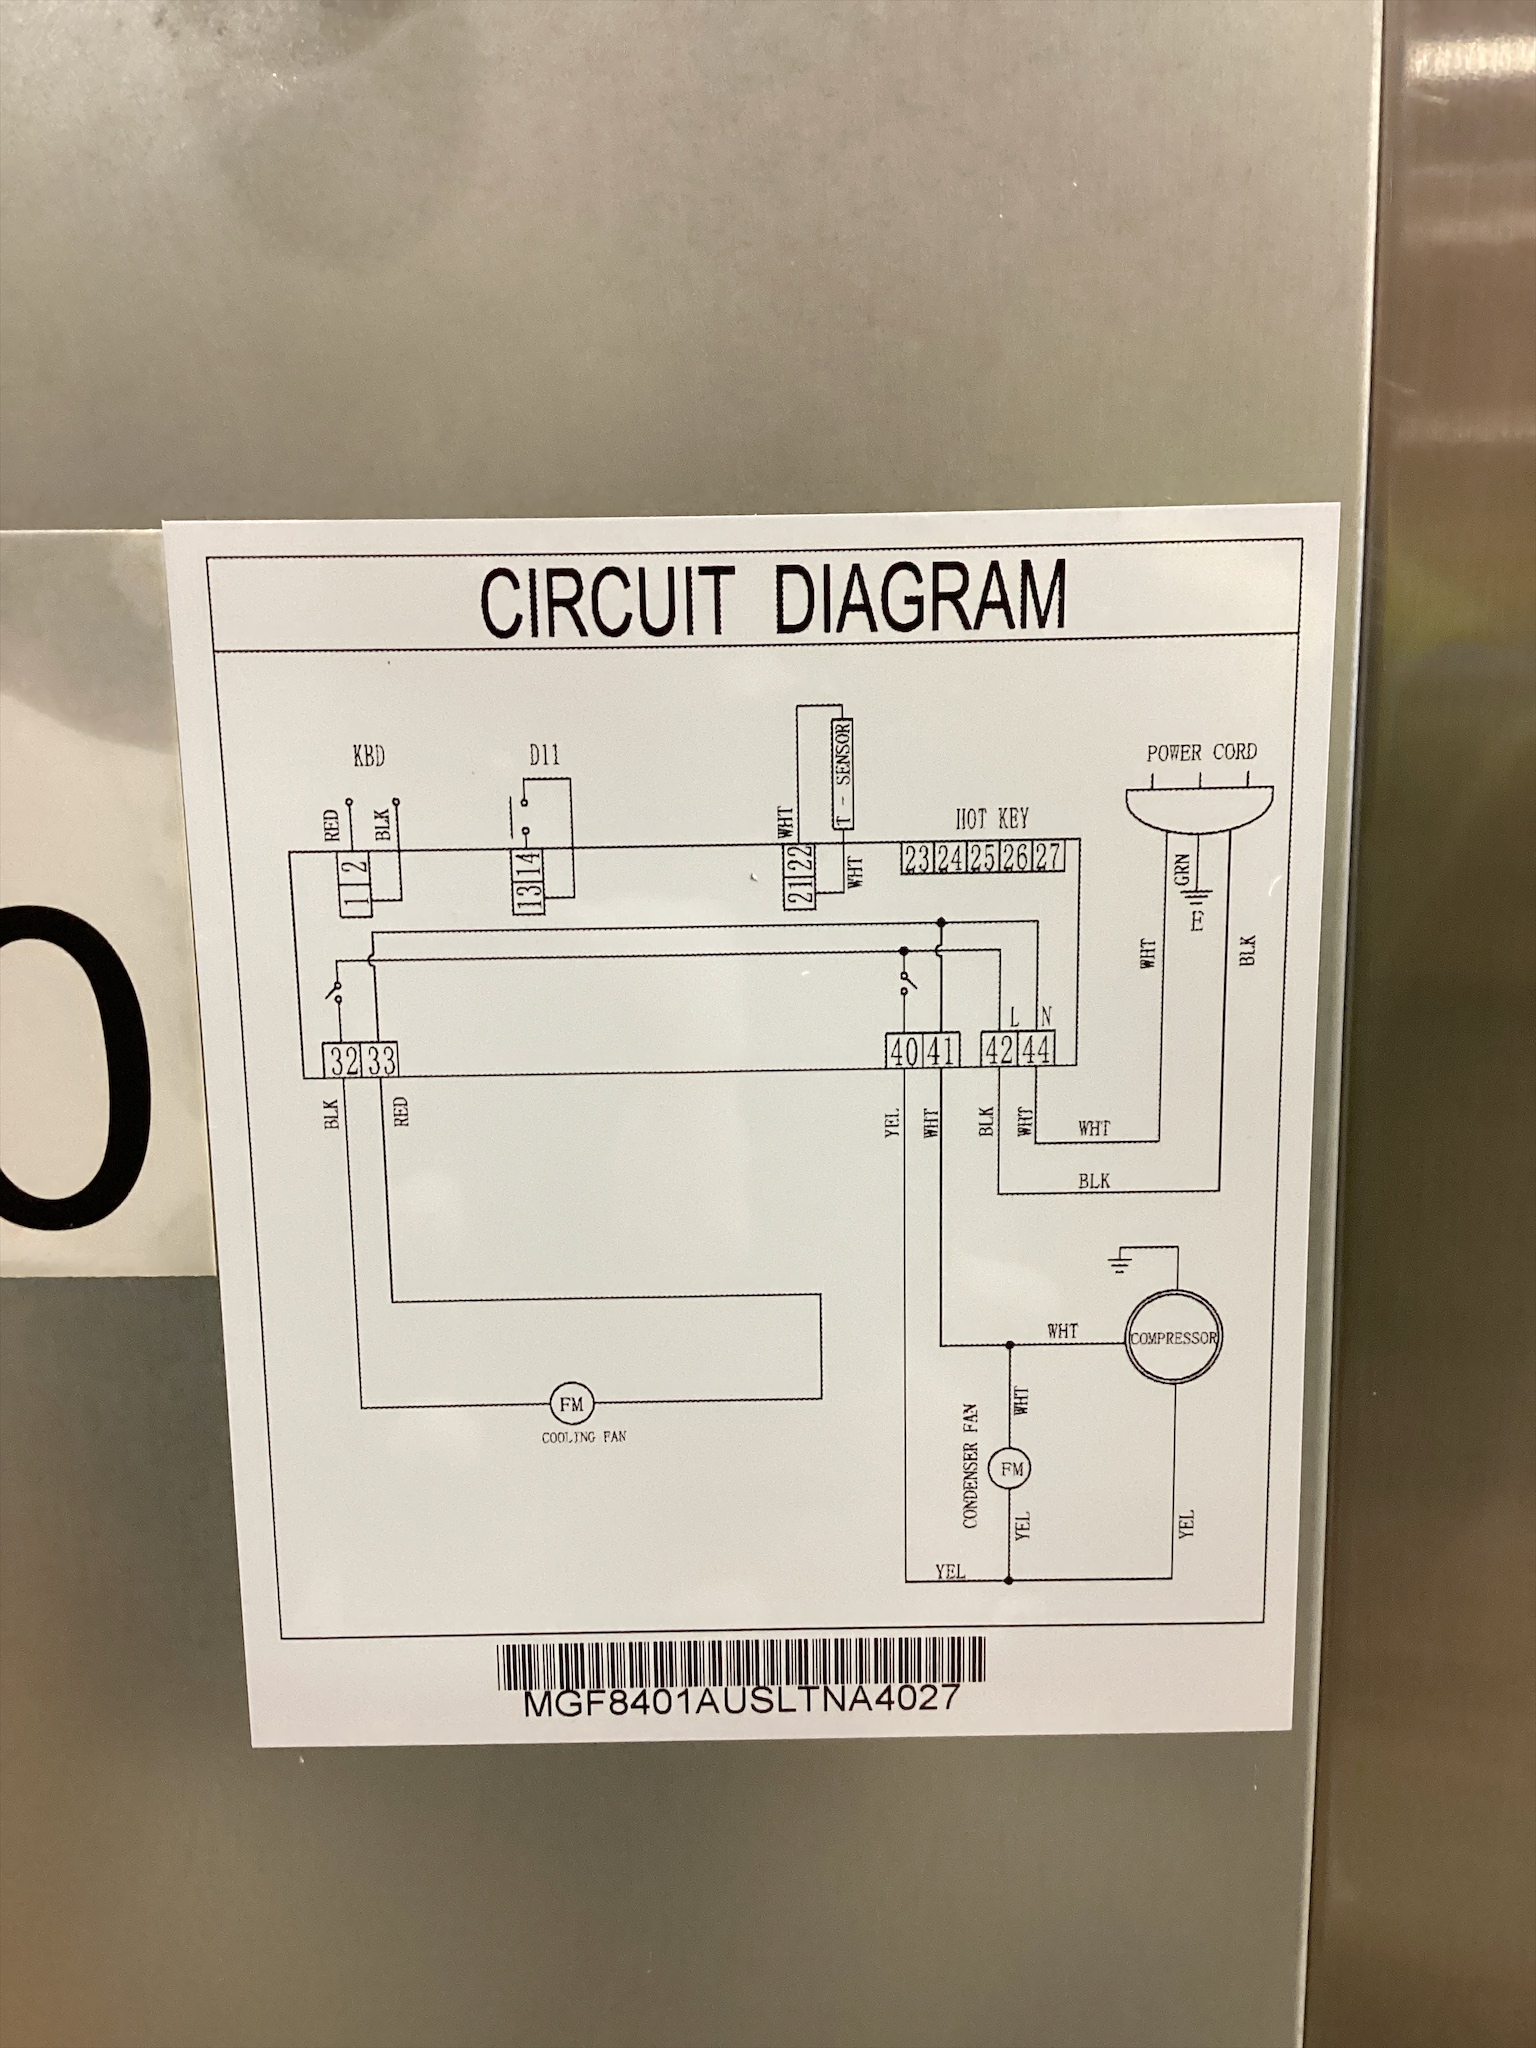 CIRCUIT DIAGRAM
KBD
D11
T - SENSOR
HOT KEY
POWER CORD
RED
BLK
WHT
WHT
GRN
E
WHT
BLK
1 2
13 14
21 22
23 24 25 26 27
L N
32 33
40 41
42 44
BLK
RED
YEL
WHT
BLK
WHT
WHT
BLK
WHT
COMPRESSOR
WHT
FM
COOLING FAN
CONDENSER FAN
FM
YEL
YEL
YEL
MGF8401AUSLTNA4027
0